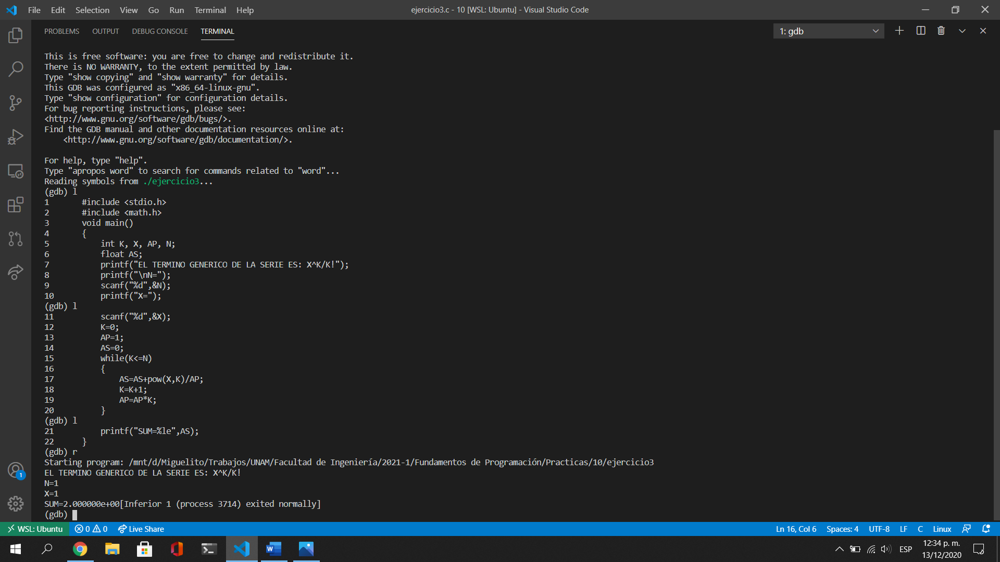 File Edit Selection View Go Run Terminal Help
ejercicio3.c - 10 [WSL: Ubuntu] - Visual Studio Code
PROBLEMS OUTPUT DEBUG CONSOLE TERMINAL
1: gdb
This is free software: you are free to change and redistribute it.
There is NO WARRANTY, to the extent permitted by law.
Type "show copying" and "show warranty" for details.
This GDB was configured as "x86_64-linux-gnu".
Type "show configuration" for configuration details.
For bug reporting instructions, please see:
<http://www.gnu.org/software/gdb/bugs/>.
Find the GDB manual and other documentation resources online at:
    <http://www.gnu.org/software/gdb/documentation/>.
For help, type "help".
Type "apropos word" to search for commands related to "word"...
Reading symbols from ./ejercicio3...
(gdb) l
1       #include <stdio.h>
2       #include <math.h>
3       void main()
4       {
5           int K, X, AP, N;
6           float AS;
7           printf("EL TERMINO GENERICO DE LA SERIE ES: X^K/K!");
8           printf("\nN=");
9           scanf("%d",&N);
10          printf("X=");
(gdb) l
11          scanf("%d",&X);
12          K=0;
13          AP=1;
14          AS=0;
15          while(K<=N)
16          {
17              AS=AS+pow(X,K)/AP;
18              K=K+1;
19              AP=AP*K;
20          }
(gdb) l
21          printf("SUM=%le",AS);
22      }
(gdb) r
Starting program: /mnt/d/Miguelito/Trabajos/UNAM/Facultad de Ingeniería/2021-1/Fundamentos de Programación/Practicas/10/ejercicio3
EL TERMINO GENERICO DE LA SERIE ES: X^K/K!
N=1
X=1
SUM=2.000000e+00[Inferior 1 (process 3714) exited normally]
(gdb)
1
WSL: Ubuntu 0 0 Live Share
Ln 16, Col 6 Spaces: 4 UTF-8 LF C Linux
ESP
12:34 p. m.
13/12/2020